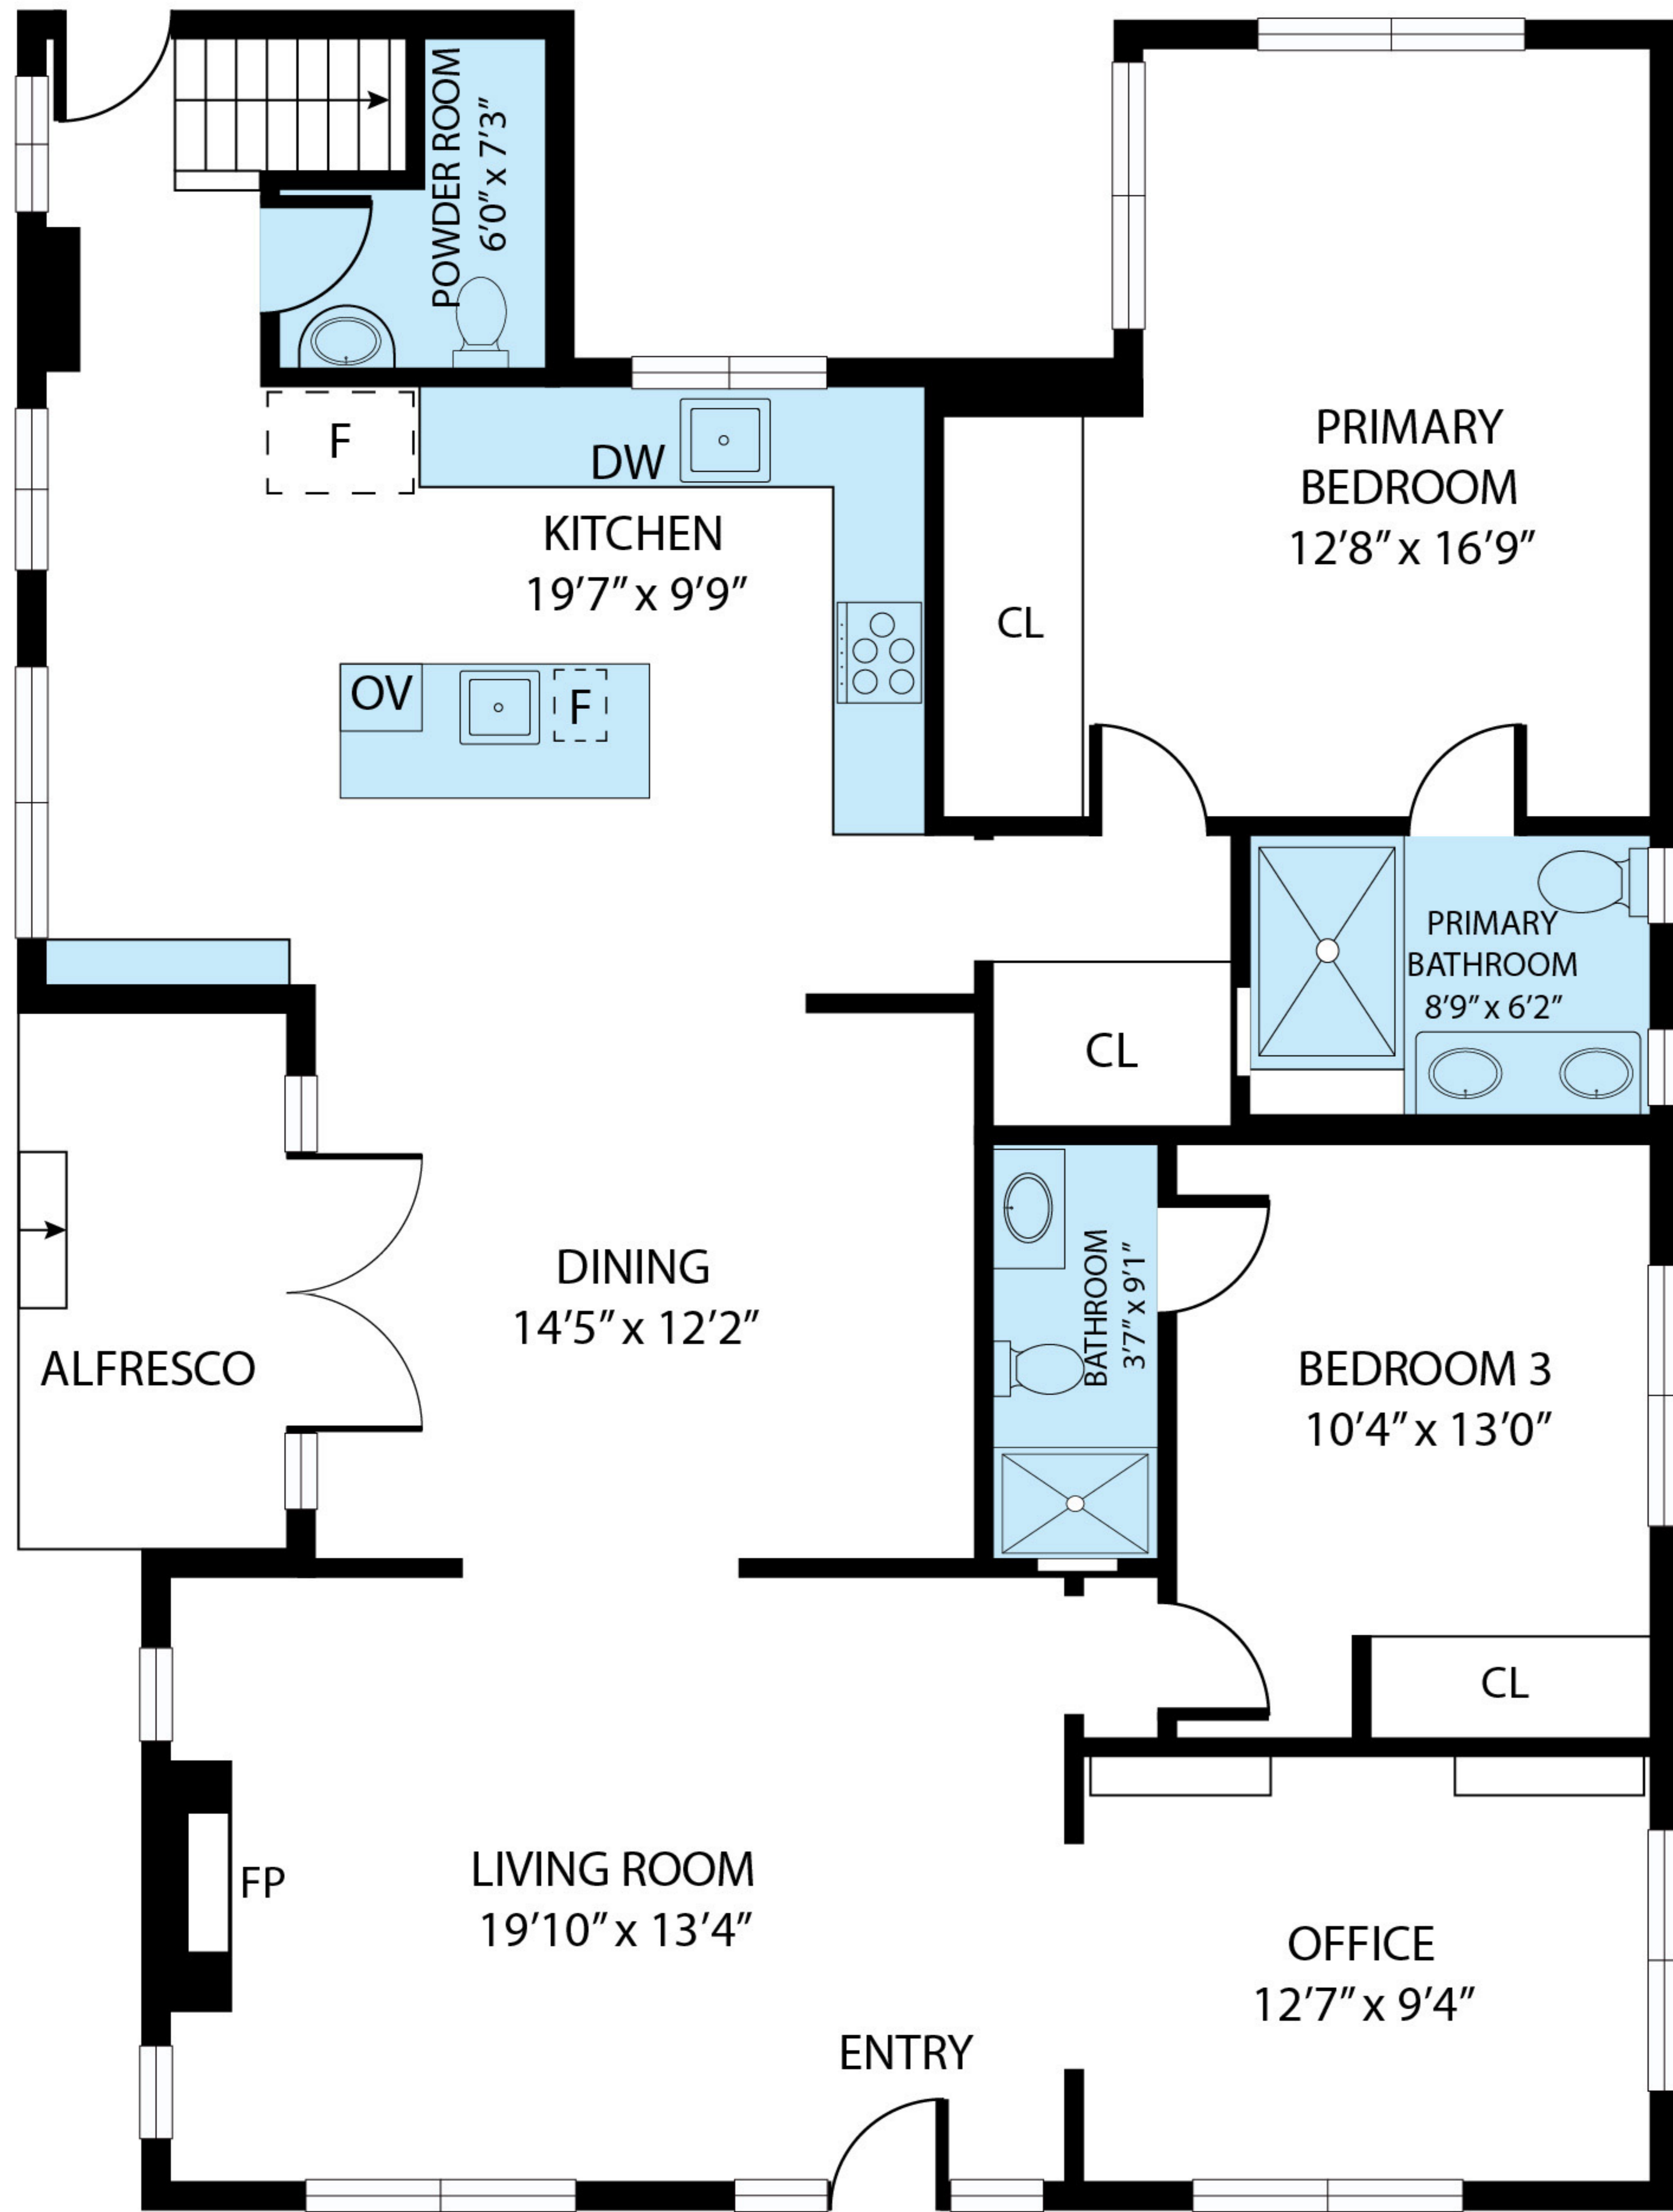 POWDER ROOM
6’0” x 7’3”
F
DW
KITCHEN
19’7” x 9’9”
OV
F
CL
PRIMARY
BEDROOM
12’8” x 16’9”
PRIMARY
BATHROOM
8’9” x 6’2”
CL
DINING
14’5” x 12’2”
ALFRESCO
BATHROOM
3’7” x 9’1”
BEDROOM 3
10’4” x 13’0”
CL
FP
LIVING ROOM
19’10” x 13’4”
OFFICE
12’7” x 9’4”
ENTRY